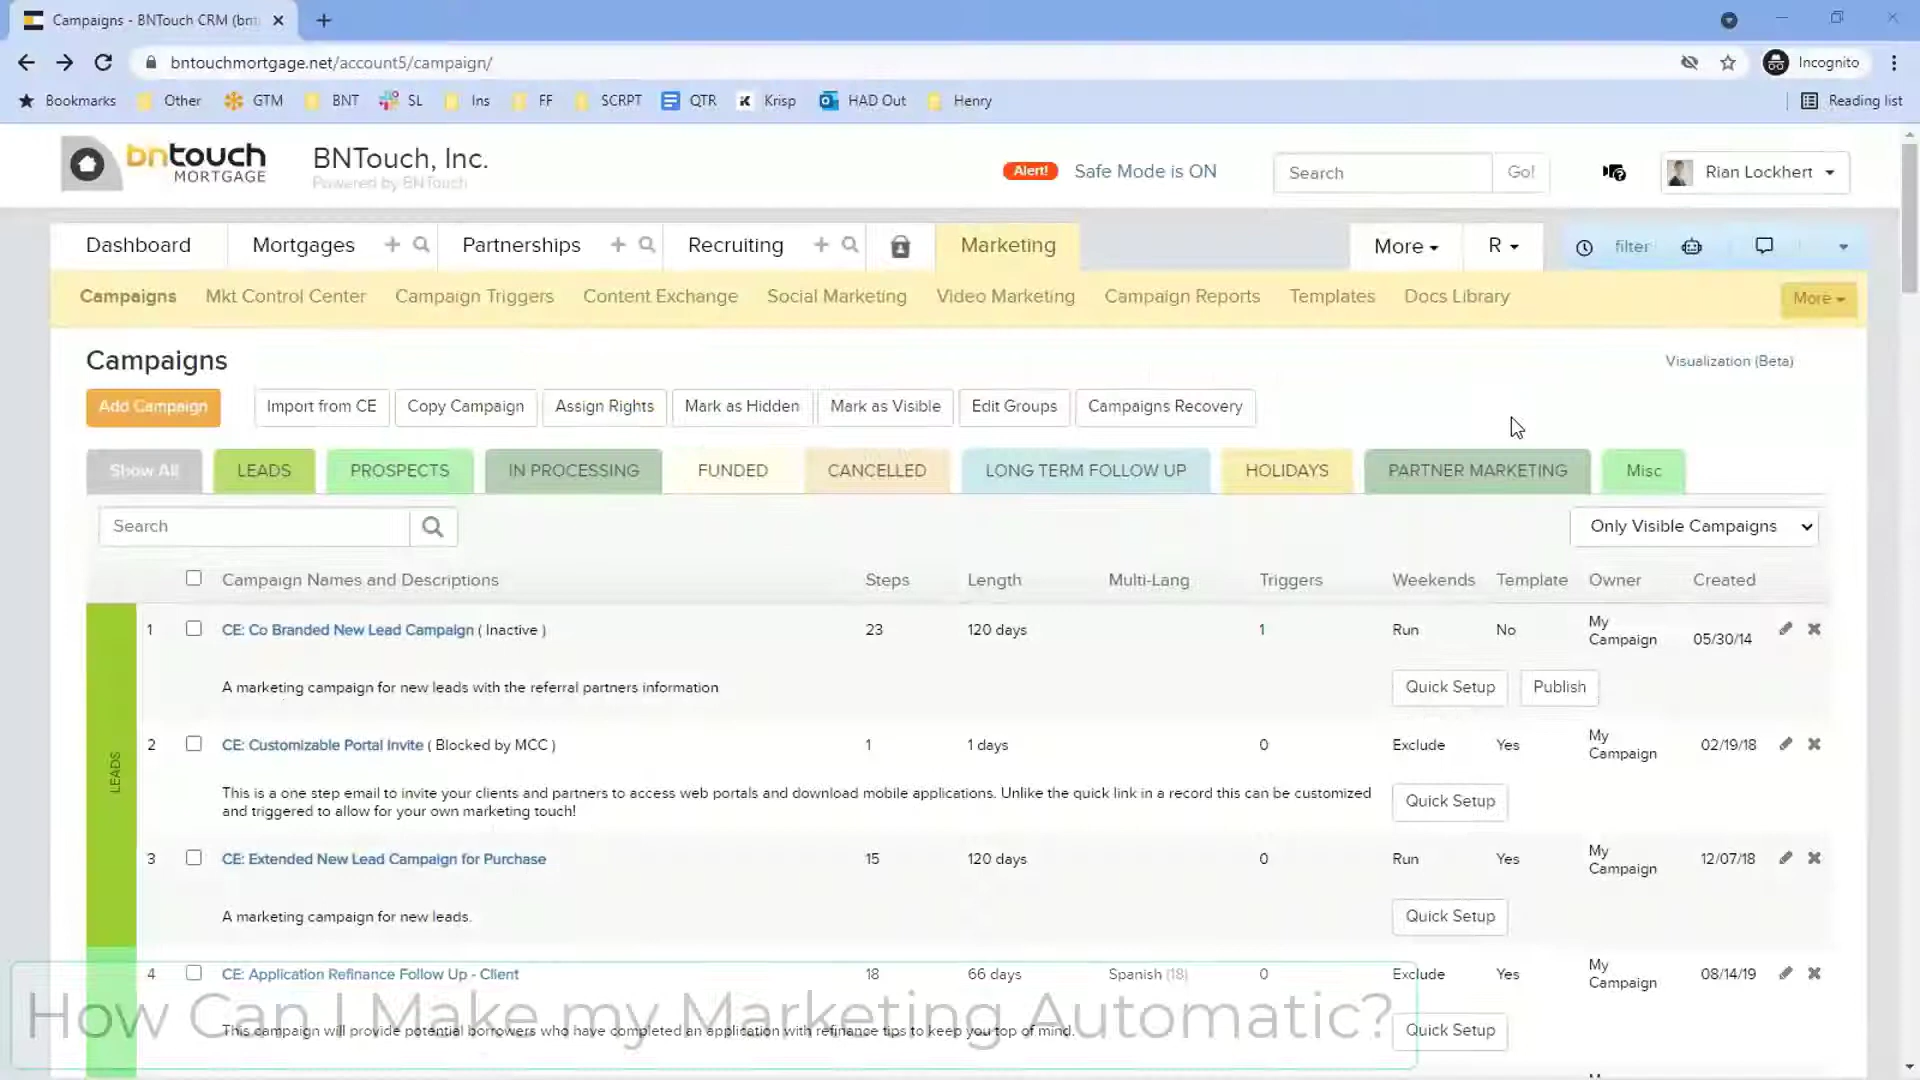 Campaigns - BNTouch CRM (bnt
bntouchmortgage.net/account5/campaign/
Incognito
Bookmarks Other GTM BNT SL Ins FF SCRPT QTR Krisp HAD Out Henry Reading list
bntouch MORTGAGE
BNTouch, Inc.
Powered by BNTouch
Alert! Safe Mode is ON
Search Go!
Rian Lockhert
Dashboard Mortgages Partnerships Recruiting Marketing More R filter
Campaigns Mkt Control Center Campaign Triggers Content Exchange Social Marketing Video Marketing Campaign Reports Templates Docs Library More
Campaigns
Visualization (Beta)
Add Campaign Import from CE Copy Campaign Assign Rights Mark as Hidden Mark as Visible Edit Groups Campaigns Recovery
Show All LEADS PROSPECTS IN PROCESSING FUNDED CANCELLED LONG TERM FOLLOW UP HOLIDAYS PARTNER MARKETING Misc
Search Only Visible Campaigns
Campaign Names and Descriptions Steps Length Multi-Lang Triggers Weekends Template Owner Created
LEADS
1 CE: Co Branded New Lead Campaign ( Inactive ) 23 120 days 1 Run No My Campaign 05/30/14
A marketing campaign for new leads with the referral partners information Quick Setup Publish
2 CE: Customizable Portal Invite ( Blocked by MCC ) 1 1 days 0 Exclude Yes My Campaign 02/19/18
This is a one step email to invite your clients and partners to access web portals and download mobile applications. Unlike the quick link in a record this can be customized
and triggered to allow for your own marketing touch!
Quick Setup
3 CE: Extended New Lead Campaign for Purchase 15 120 days 0 Run Yes My Campaign 12/07/18
A marketing campaign for new leads. Quick Setup
4 CE: Application Refinance Follow Up - Client 18 66 days Spanish (18) 0 Exclude Yes My Campaign 08/14/19
This campaign will provide potential borrowers who have completed an application with refinance tips to keep you top of mind. Quick Setup
How Can I Make my Marketing Automatic?